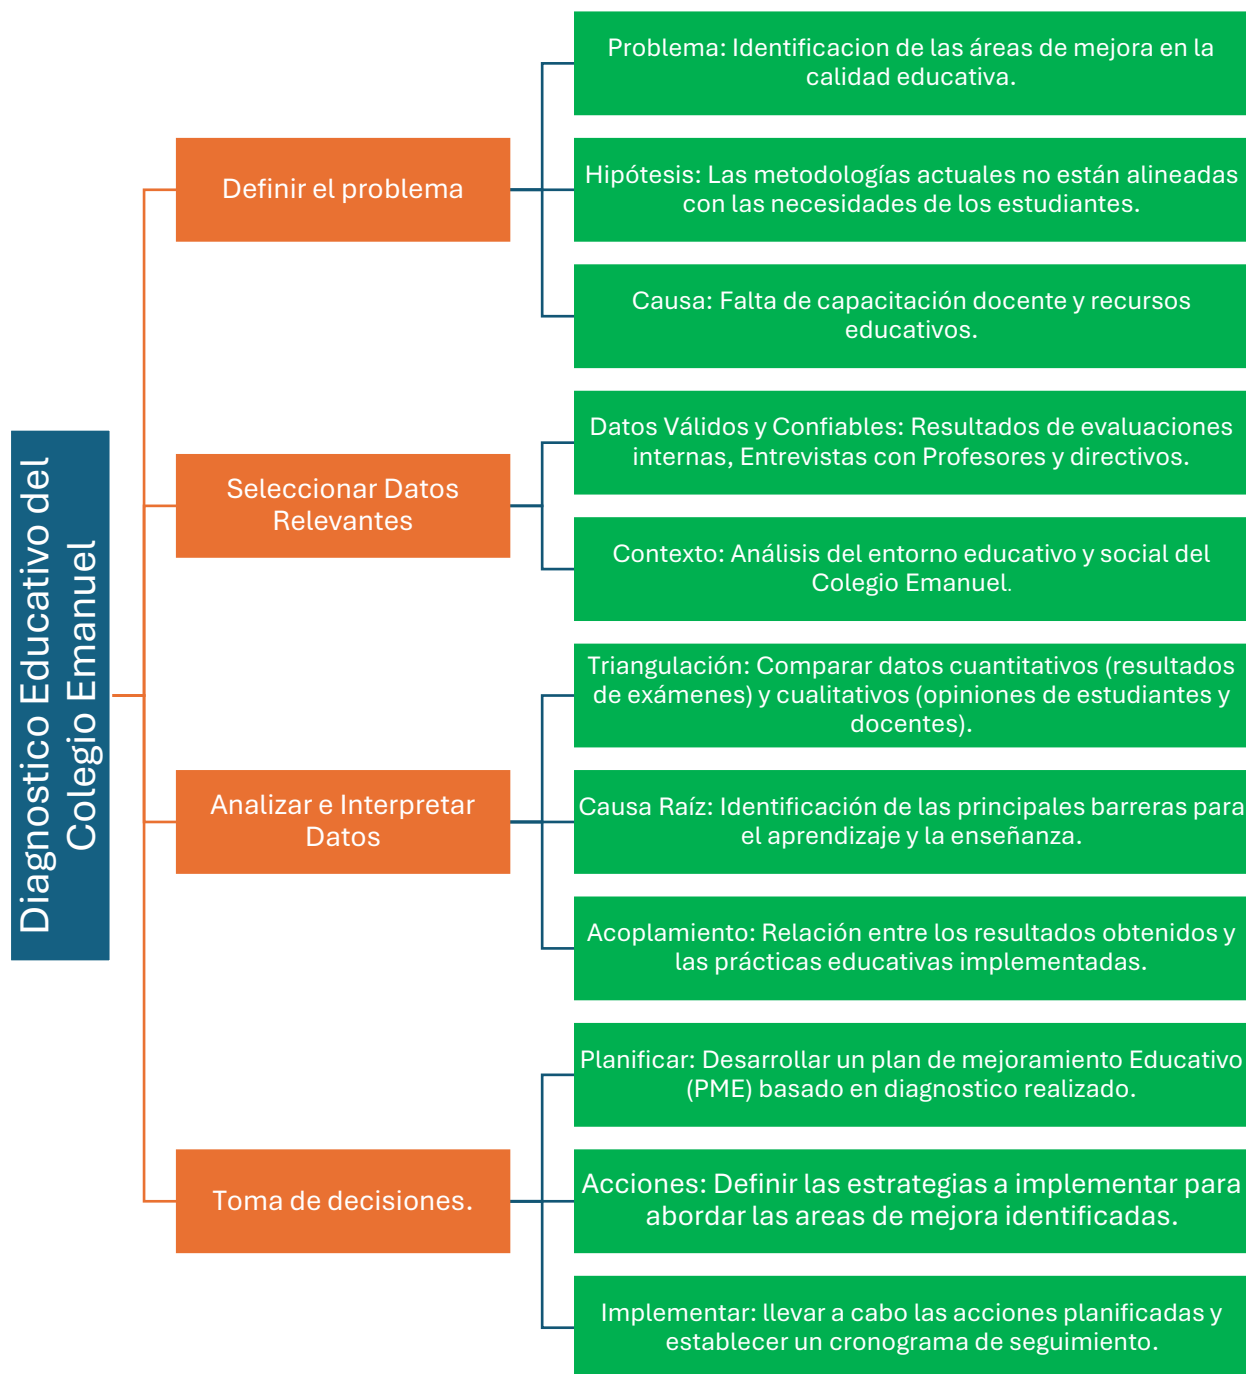 Diagnostico Educativo del
Colegio Emanuel
Definir el problema
Problema: Identificacion de las áreas de mejora en la
calidad educativa.
Hipótesis: Las metodologías actuales no están alineadas
con las necesidades de los estudiantes.
Causa: Falta de capacitación docente y recursos
educativos.
Seleccionar Datos
Relevantes
Datos Válidos y Confiables: Resultados de evaluaciones
internas, Entrevistas con Profesores y directivos.
Contexto: Análisis del entorno educativo y social del
Colegio Emanuel.
Analizar e Interpretar
Datos
Triangulación: Comparar datos cuantitativos (resultados
de exámenes) y cualitativos (opiniones de estudiantes y
docentes).
Causa Raíz: Identificación de las principales barreras para
el aprendizaje y la enseñanza.
Acoplamiento: Relación entre los resultados obtenidos y
las prácticas educativas implementadas.
Toma de decisiones.
Planificar: Desarrollar un plan de mejoramiento Educativo
(PME) basado en diagnostico realizado.
Acciones: Definir las estrategias a implementar para
abordar las areas de mejora identificadas.
Implementar: llevar a cabo las acciones planificadas y
establecer un cronograma de seguimiento.